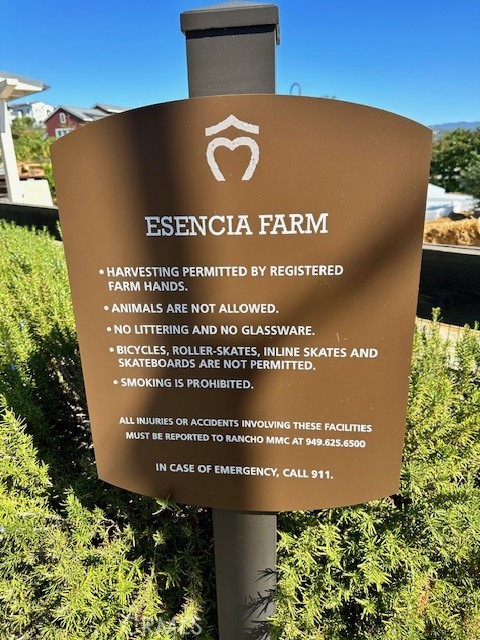 ESENCIA FARM
• HARVESTING PERMITTED BY REGISTERED
FARM HANDS.
• ANIMALS ARE NOT ALLOWED.
• NO LITTERING AND NO GLASSWARE.
• BICYCLES, ROLLER-SKATES, INLINE SKATES AND
SKATEBOARDS ARE NOT PERMITTED.
• SMOKING IS PROHIBITED.
ALL INJURIES OR ACCIDENTS INVOLVING THESE FACILITIES
MUST BE REPORTED TO RANCHO MMC AT 949.625.6500
IN CASE OF EMERGENCY, CALL 911.